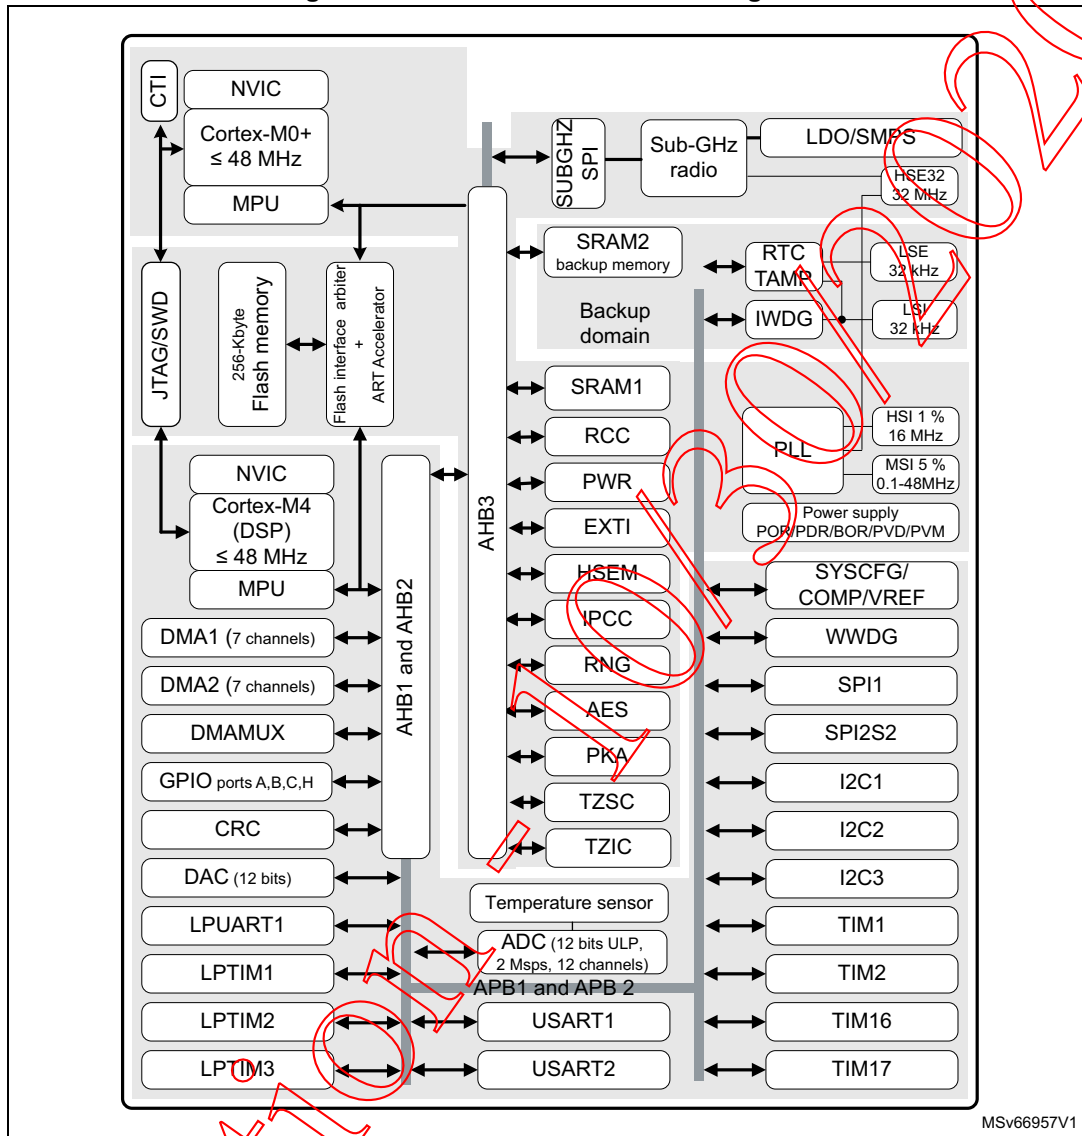 CTI
NVIC
Cortex-M0+
≤ 48 MHz
MPU
SUBGHZ
SPI
Sub-GHz
radio
LDO/SMPS
HSE32
32 MHz
SRAM2
backup memory
RTC
TAMP
LSE
32 kHz
Backup
domain
IWDG
LSI
32 kHz
JTAG/SWD
256-Kbyte
Flash memory
Flash interface arbiter
+
ART Accelerator
AHB3
SRAM1
RCC
PWR
EXTI
HSEM
IPCC
RNG
AES
PKA
TZSC
TZIC
PLL
HSI 1 %
16 MHz
MSI 5 %
0.1-48MHz
Power supply
POR/PDR/BOR/PVD/PVM
NVIC
Cortex-M4
(DSP)
≤ 48 MHz
MPU
AHB1 and AHB2
DMA1 (7 channels)
DMA2 (7 channels)
DMAMUX
GPIO ports A,B,C,H
CRC
DAC (12 bits)
LPUART1
LPTIM1
LPTIM2
LPTIM3
Temperature sensor
ADC (12 bits ULP,
2 Msps, 12 channels)
APB1 and APB 2
USART1
USART2
SYSCFG/
COMP/VREF
WWDG
SPI1
SPI2S2
I2C1
I2C2
I2C3
TIM1
TIM2
TIM16
TIM17
MSv66957V1